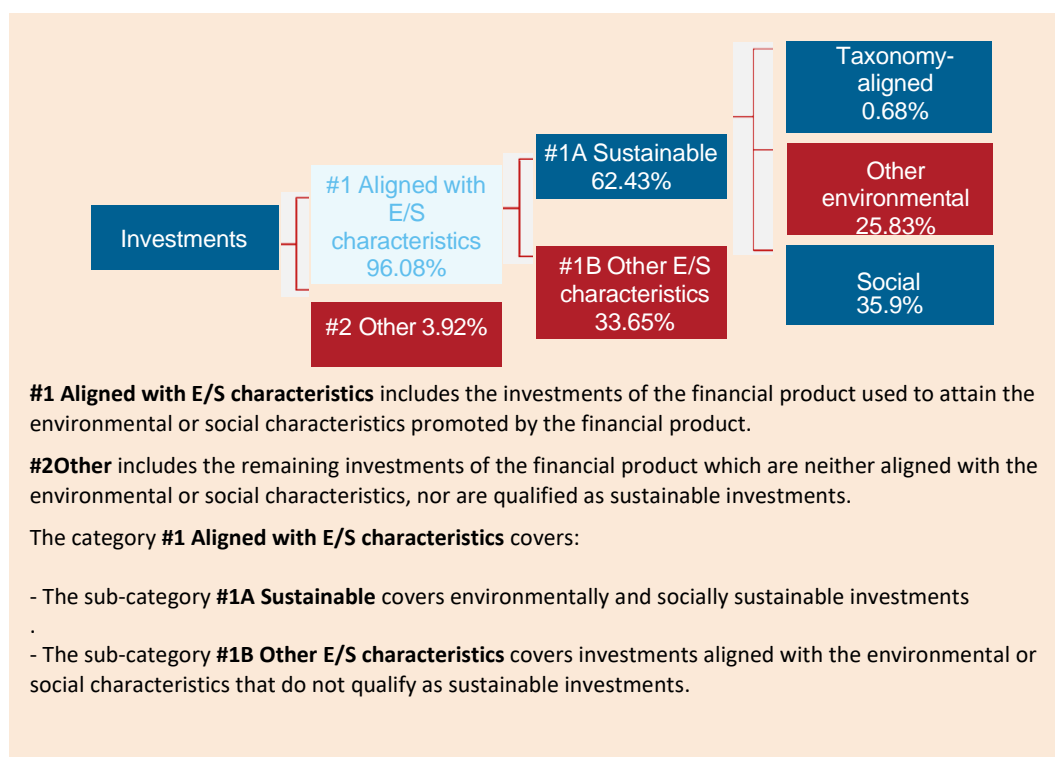 Investments
#1 Aligned with
E/S
characteristics
96.08%
#2 Other 3.92%
#1A Sustainable
62.43%
#1B Other E/S
characteristics
33.65%
Taxonomy-
aligned
0.68%
Other
environmental
25.83%
Social
35.9%
#1 Aligned with E/S characteristics includes the investments of the financial product used to attain the
environmental or social characteristics promoted by the financial product.
#2Other includes the remaining investments of the financial product which are neither aligned with the
environmental or social characteristics, nor are qualified as sustainable investments.
The category #1 Aligned with E/S characteristics covers:
- The sub-category #1A Sustainable covers environmentally and socially sustainable investments
.
- The sub-category #1B Other E/S characteristics covers investments aligned with the environmental or
social characteristics that do not qualify as sustainable investments.